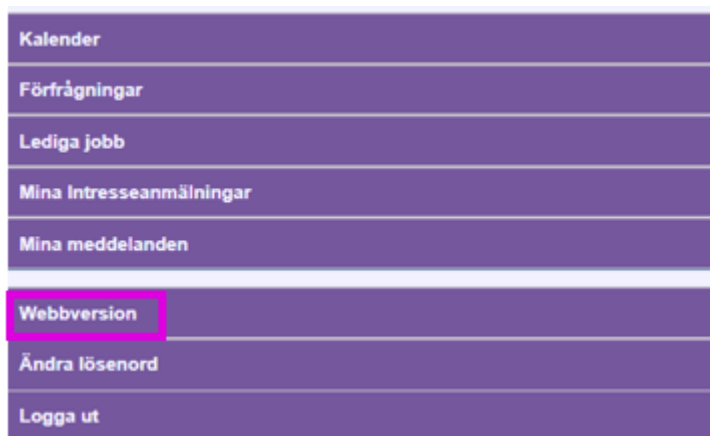 Kalender
Förfrågningar
Lediga jobb
Mina Intresseanmälningar
Mina meddelanden
Webbversion
Ändra lösenord
Logga ut